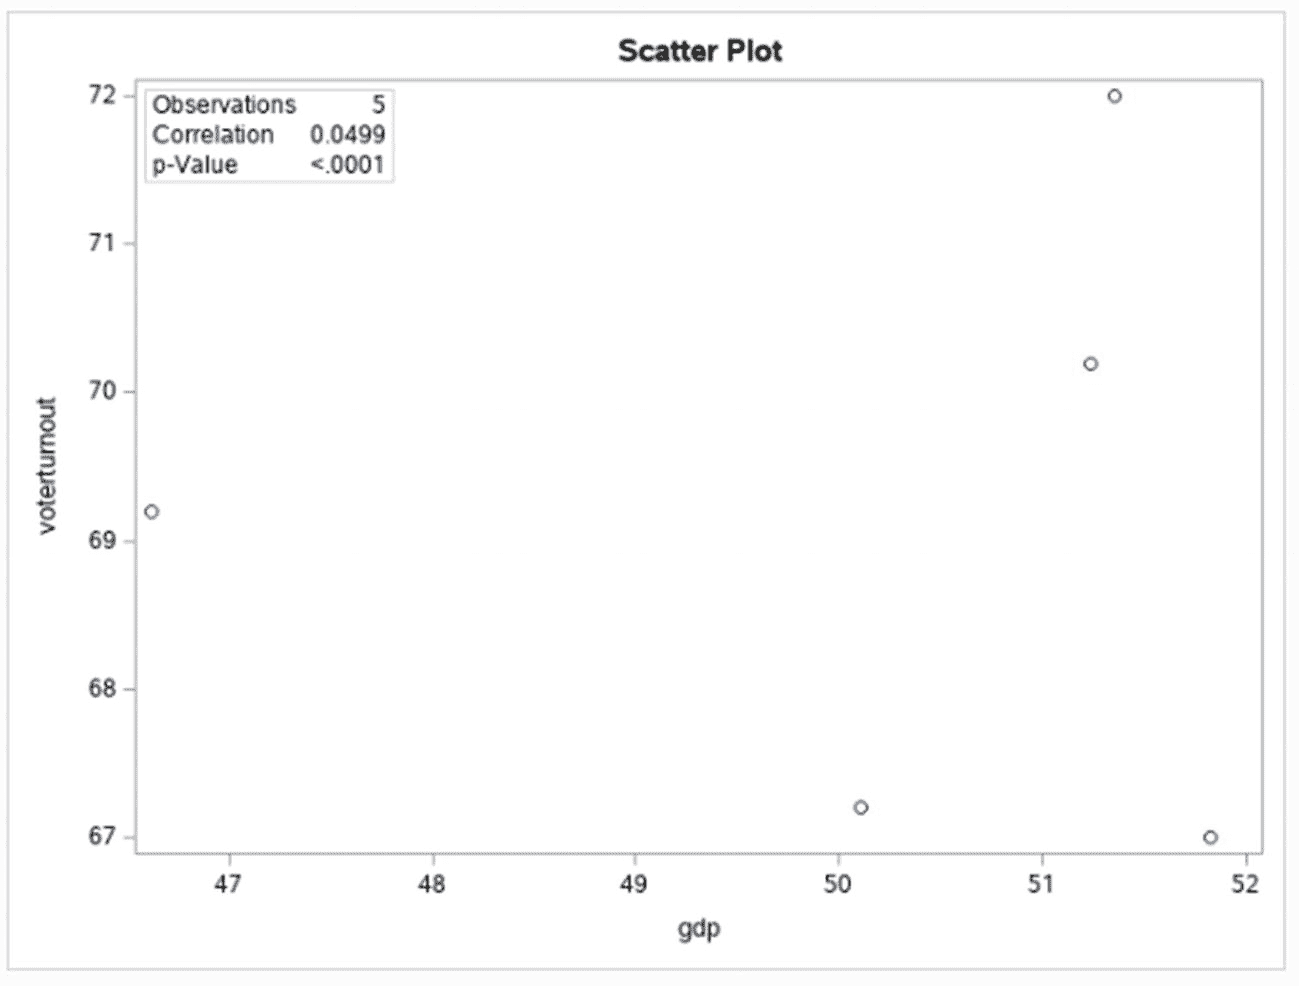 Scatter Plot
Observations 5
Correlation 0.0499
p-Value <.0001
72
71
70
69
68
67
voterturnout
47 48 49 50 51 52
gdp